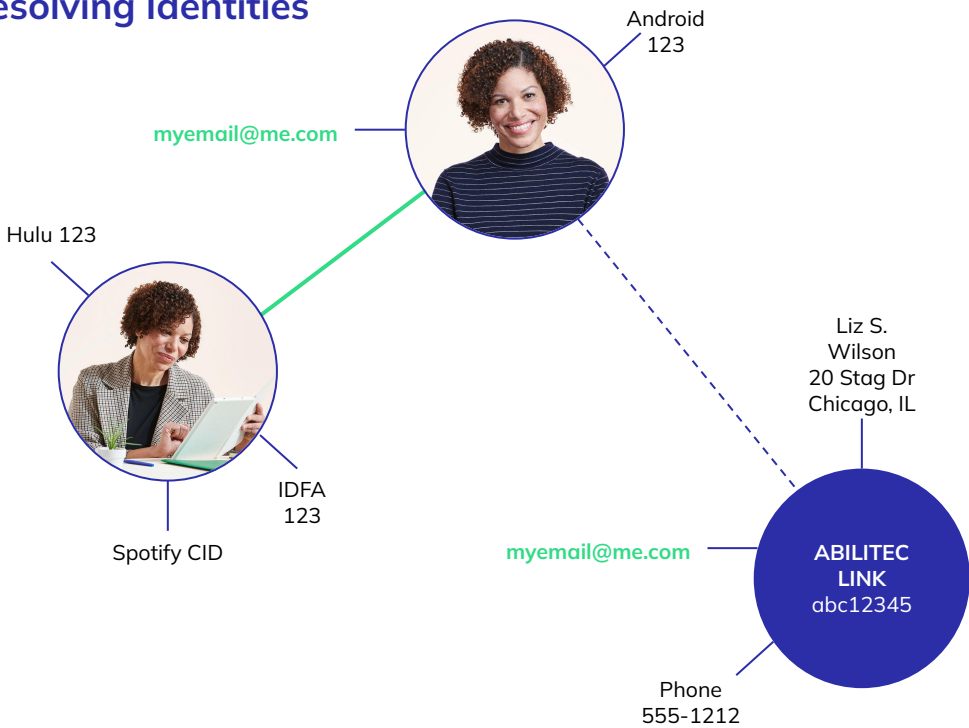 esolving Identities
Android
123
myemail@me.com
Hulu 123
Liz S.
Wilson
20 Stag Dr
Chicago, IL
IDFA
123
Spotify CID
myemail@me.com
ABILITEC
LINK
abc12345
Phone
555-1212